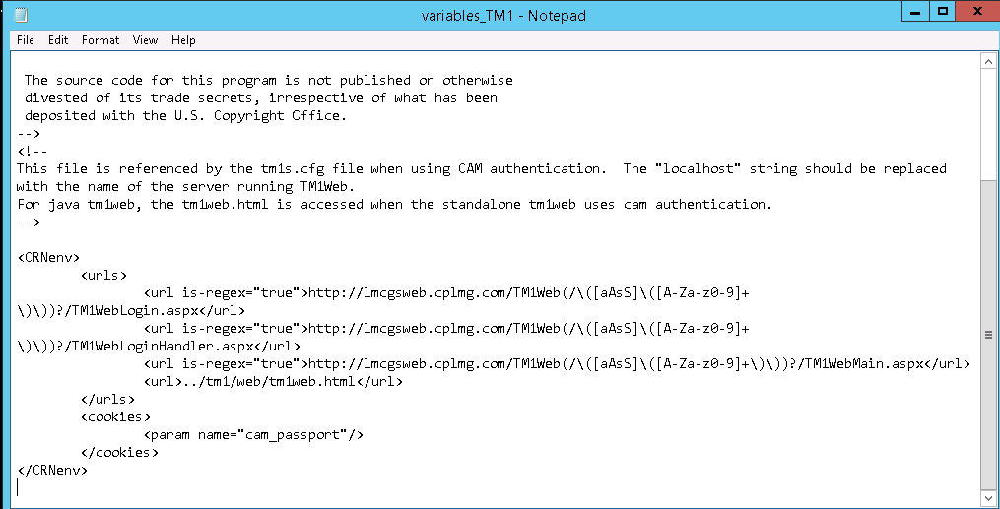 variables_TM1 - Notepad
File Edit Format View Help
The source code for this program is not published or otherwise
divested of its trade secrets, irrespective of what has been
deposited with the U.S. Copyright Office.
-->
<!--
This file is referenced by the tm1s.cfg file when using CAM authentication.  The "localhost" string should be replaced
with the name of the server running TM1Web.
For java tm1web, the tm1web.html is accessed when the standalone tm1web uses cam authentication.
-->
<CRNenv>
<urls>
<url is-regex="true">http://lmcgsweb.cplmg.com/TM1Web(/\([aAsS]\([A-Za-z0-9]+
\)\))?/TM1WebLogin.aspx</url>
<url is-regex="true">http://lmcgsweb.cplmg.com/TM1Web(/\([aAsS]\([A-Za-z0-9]+
\)\))?/TM1WebLoginHandler.aspx</url>
<url is-regex="true">http://lmcgsweb.cplmg.com/TM1Web(/\([aAsS]\([A-Za-z0-9]+\)\))?/TM1WebMain.aspx</url>
<url>../tm1/web/tm1web.html</url>
</urls>
<cookies>
<param name="cam_passport"/>
</cookies>
</CRNenv>